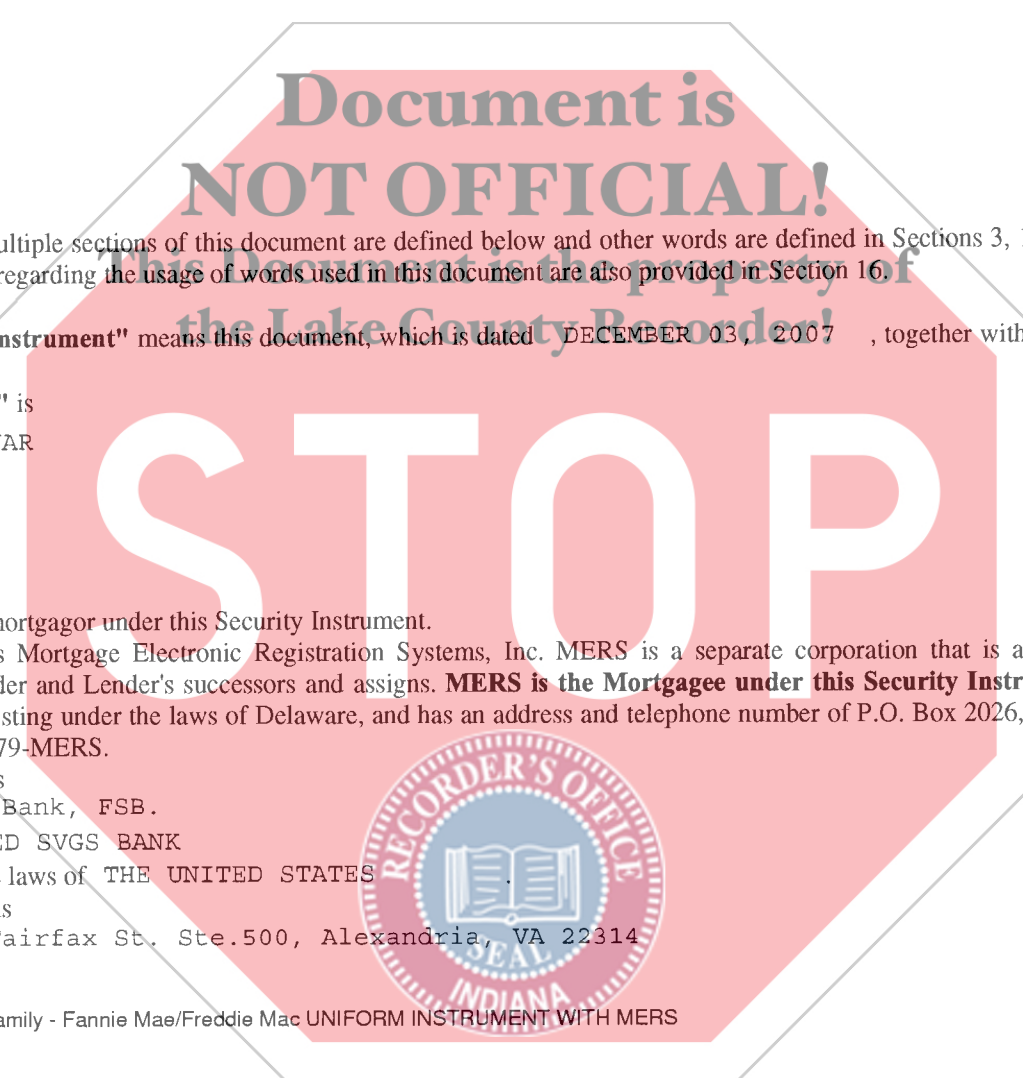 Document is
NOT OFFICIAL!
ultiple sections of this document are defined below and other words are defined in Sections 3,
This Document is the property of
regarding the usage of words used in this document are also provided in Section 16.
the Lake County Recorder!
nstrument" means this document, which is dated DECEMBER 03, 2007 , together with
" is
AR
STOP
mortgagor under this Security Instrument.
s Mortgage Electronic Registration Systems, Inc. MERS is a separate corporation that is a
der and Lender's successors and assigns. MERS is the Mortgagee under this Security Instr
sting under the laws of Delaware, and has an address and telephone number of P.O. Box 2026,
79-MERS.
s
Bank, FSB.
ED SVGS BANK
laws of THE UNITED STATES .
is
Fairfax St. Ste.500, Alexandria, VA 22314
RECORDER'S OFFICE
SEAL
INDIANA
amily - Fannie Mae/Freddie Mac UNIFORM INSTRUMENT WITH MERS